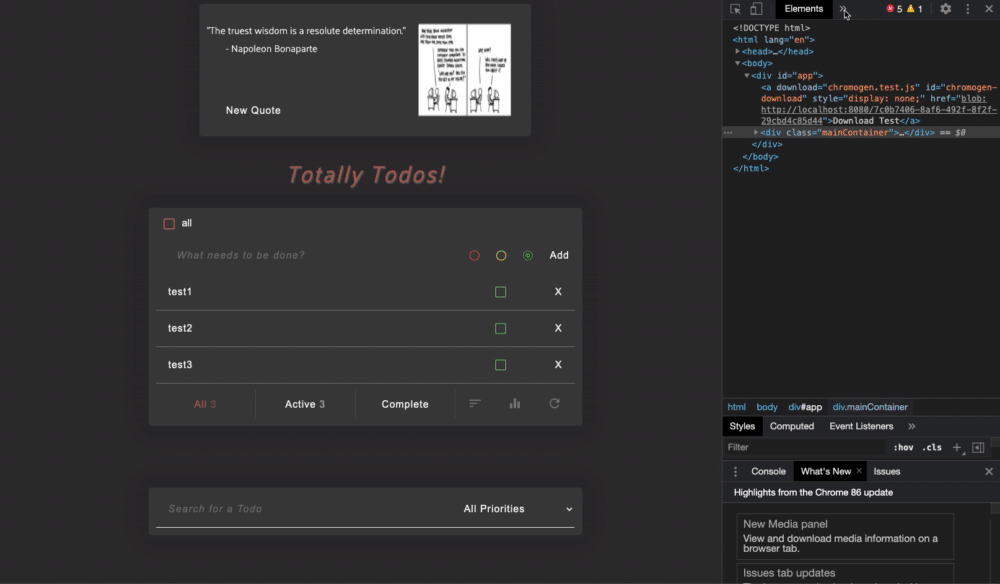 "The truest wisdom is a resolute determination."
- Napoleon Bonaparte
New Quote
Totally Todos!
all
What needs to be done?
Add
test1
X
test2
X
test3
X
All 3
Active 3
Complete
Search for a Todo
All Priorities
Elements
»
5
1
<!DOCTYPE html>
<html lang="en">
<head>…</head>
<body>
<div id="app">
<a download="chromogen.test.js" id="chromogen-
download" style="display: none;" href="blob:
http://localhost:8080/7c0b7406-8af6-492f-8f2f-
29cbd4c85d44">Download Test</a>
<div class="mainContainer">…</div> == $0
</div>
</body>
</html>
html body div#app div.mainContainer
Styles Computed Event Listeners »
Filter :hov .cls +
Console What's New × Issues
Highlights from the Chrome 86 update
New Media panel
View and download media information on a
browser tab.
Issues tab updates